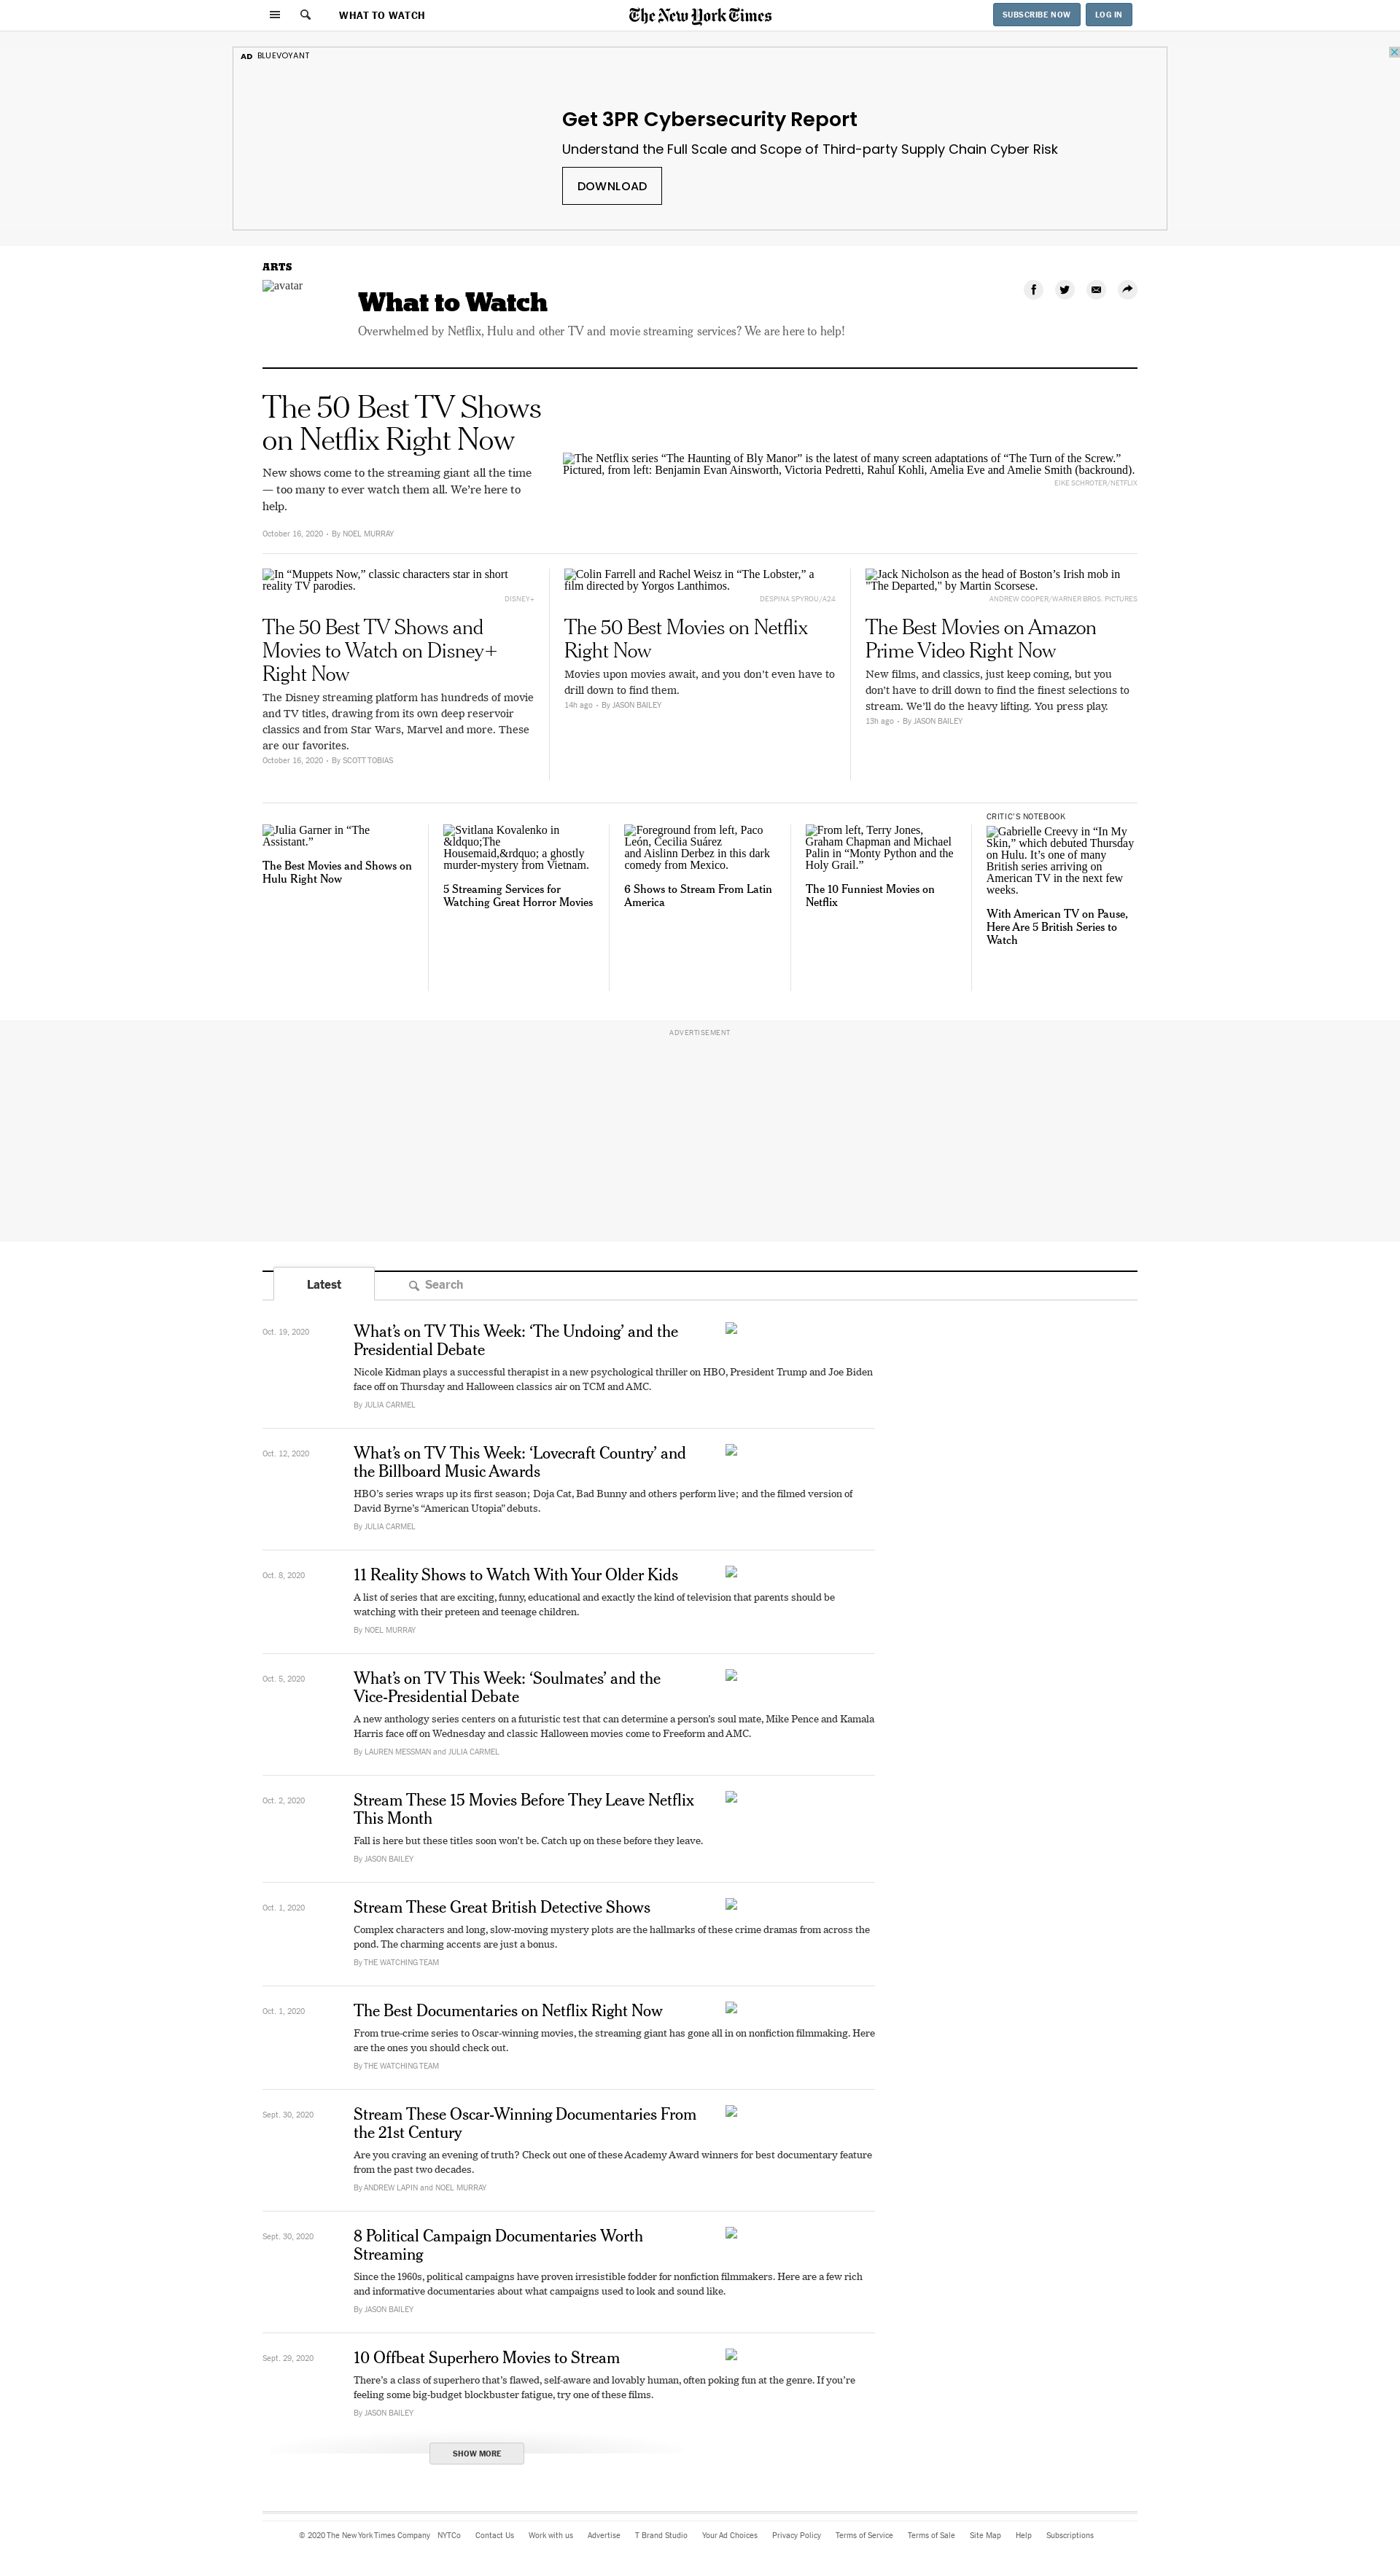 WHAT TO WATCH
The New York Times
SUBSCRIBE NOW
LOG IN
AD BLUEVOYANT
Get 3PR Cybersecurity Report
Understand the Full Scale and Scope of Third-party Supply Chain Cyber Risk
DOWNLOAD
ARTS
avatar
What to Watch
Overwhelmed by Netflix, Hulu and other TV and movie streaming services? We are here to help!
The 50 Best TV Shows
on Netflix Right Now
New shows come to the streaming giant all the time
— too many to ever watch them all. We’re here to
help.
October 16, 2020 • By NOEL MURRAY
The Netflix series “The Haunting of Bly Manor” is the latest of many screen adaptations of “The Turn of the Screw.”
Pictured, from left: Benjamin Evan Ainsworth, Victoria Pedretti, Rahul Kohli, Amelia Eve and Amelie Smith (backround).
EIKE SCHROTER/NETFLIX
In “Muppets Now,” classic characters star in short
reality TV parodies.
DISNEY+
The 50 Best TV Shows and
Movies to Watch on Disney+
Right Now
The Disney streaming platform has hundreds of movie
and TV titles, drawing from its own deep reservoir
classics and from Star Wars, Marvel and more. These
are our favorites.
October 16, 2020 • By SCOTT TOBIAS
Colin Farrell and Rachel Weisz in “The Lobster,” a
film directed by Yorgos Lanthimos.
DESPINA SPYROU/A24
The 50 Best Movies on Netflix
Right Now
Movies upon movies await, and you don’t even have to
drill down to find them.
14h ago • By JASON BAILEY
Jack Nicholson as the head of Boston’s Irish mob in
"The Departed," by Martin Scorsese.
ANDREW COOPER/WARNER BROS. PICTURES
The Best Movies on Amazon
Prime Video Right Now
New films, and classics, just keep coming, but you
don’t have to drill down to find the finest selections to
stream. We’ll do the heavy lifting. You press play.
13h ago • By JASON BAILEY
Julia Garner in “The
Assistant.”
The Best Movies and Shows on
Hulu Right Now
Svitlana Kovalenko in
&ldquo;The
Housemaid,&rdquo; a ghostly
murder-mystery from Vietnam.
5 Streaming Services for
Watching Great Horror Movies
Foreground from left, Paco
León, Cecilia Suárez
and Aislinn Derbez in this dark
comedy from Mexico.
6 Shows to Stream From Latin
America
From left, Terry Jones,
Graham Chapman and Michael
Palin in “Monty Python and the
Holy Grail.”
The 10 Funniest Movies on
Netflix
CRITIC’S NOTEBOOK
Gabrielle Creevy in “In My
Skin,” which debuted Thursday
on Hulu. It’s one of many
British series arriving on
American TV in the next few
weeks.
With American TV on Pause,
Here Are 5 British Series to
Watch
ADVERTISEMENT
Latest
Search
Oct. 19, 2020
What’s on TV This Week: ‘The Undoing’ and the
Presidential Debate
Nicole Kidman plays a successful therapist in a new psychological thriller on HBO, President Trump and Joe Biden
face off on Thursday and Halloween classics air on TCM and AMC.
By JULIA CARMEL
Oct. 12, 2020
What’s on TV This Week: ‘Lovecraft Country’ and
the Billboard Music Awards
HBO’s series wraps up its first season; Doja Cat, Bad Bunny and others perform live; and the filmed version of
David Byrne’s “American Utopia” debuts.
By JULIA CARMEL
Oct. 8, 2020
11 Reality Shows to Watch With Your Older Kids
A list of series that are exciting, funny, educational and exactly the kind of television that parents should be
watching with their preteen and teenage children.
By NOEL MURRAY
Oct. 5, 2020
What’s on TV This Week: ‘Soulmates’ and the
Vice-Presidential Debate
A new anthology series centers on a futuristic test that can determine a person’s soul mate, Mike Pence and Kamala
Harris face off on Wednesday and classic Halloween movies come to Freeform and AMC.
By LAUREN MESSMAN and JULIA CARMEL
Oct. 2, 2020
Stream These 15 Movies Before They Leave Netflix
This Month
Fall is here but these titles soon won’t be. Catch up on these before they leave.
By JASON BAILEY
Oct. 1, 2020
Stream These Great British Detective Shows
Complex characters and long, slow-moving mystery plots are the hallmarks of these crime dramas from across the
pond. The charming accents are just a bonus.
By THE WATCHING TEAM
Oct. 1, 2020
The Best Documentaries on Netflix Right Now
From true-crime series to Oscar-winning movies, the streaming giant has gone all in on nonfiction filmmaking. Here
are the ones you should check out.
By THE WATCHING TEAM
Sept. 30, 2020
Stream These Oscar-Winning Documentaries From
the 21st Century
Are you craving an evening of truth? Check out one of these Academy Award winners for best documentary feature
from the past two decades.
By ANDREW LAPIN and NOEL MURRAY
Sept. 30, 2020
8 Political Campaign Documentaries Worth
Streaming
Since the 1960s, political campaigns have proven irresistible fodder for nonfiction filmmakers. Here are a few rich
and informative documentaries about what campaigns used to look and sound like.
By JASON BAILEY
Sept. 29, 2020
10 Offbeat Superhero Movies to Stream
There’s a class of superhero that’s flawed, self-aware and lovably human, often poking fun at the genre. If you’re
feeling some big-budget blockbuster fatigue, try one of these films.
By JASON BAILEY
SHOW MORE
© 2020 The New York Times Company NYTCo Contact Us Work with us Advertise T Brand Studio Your Ad Choices Privacy Policy Terms of Service Terms of Sale Site Map Help Subscriptions